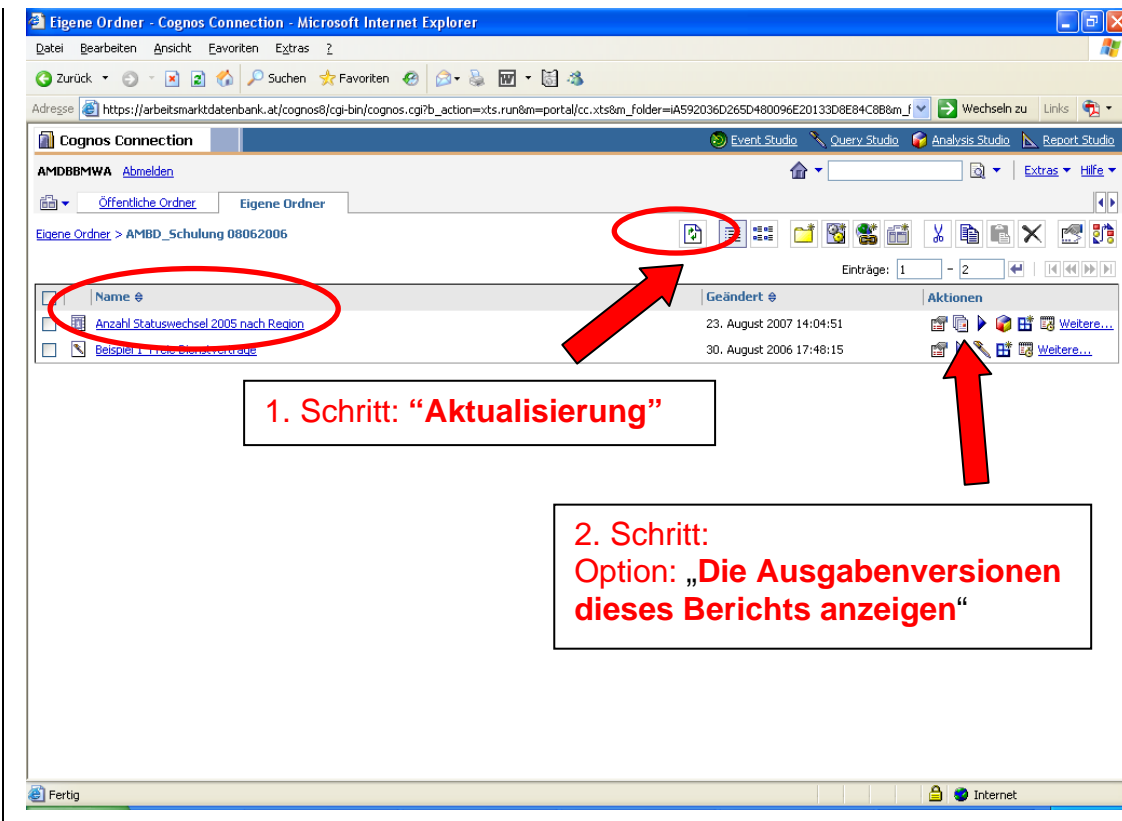 Eigene Ordner - Cognos Connection - Microsoft Internet Explorer
Datei Bearbeiten Ansicht Favoriten Extras ?
Zurück Suchen Favoriten
Adresse https://arbeitsmarktdatenbank.at/cognos8/cgi-bin/cognos.cgi?b_action=xts.run&m=portal/cc.xts&m_folder=iA592036D265D480096E20133D8E84C8B&m_f Wechseln zu Links
Cognos Connection Event Studio Query Studio Analysis Studio Report Studio
AMDBBMWA Abmelden Extras Hilfe
Öffentliche Ordner Eigene Ordner
Eigene Ordner > AMBD_Schulung 08062006
Einträge: 1 - 2
Name Geändert Aktionen
Anzahl Statuswechsel 2005 nach Region 23. August 2007 14:04:51 Weitere...
Beispiel 1 Freie Dienstverträge 30. August 2006 17:48:15 Weitere...
1. Schritt: “Aktualisierung”
2. Schritt:
Option: „Die Ausgabenversionen
dieses Berichts anzeigen“
Fertig Internet